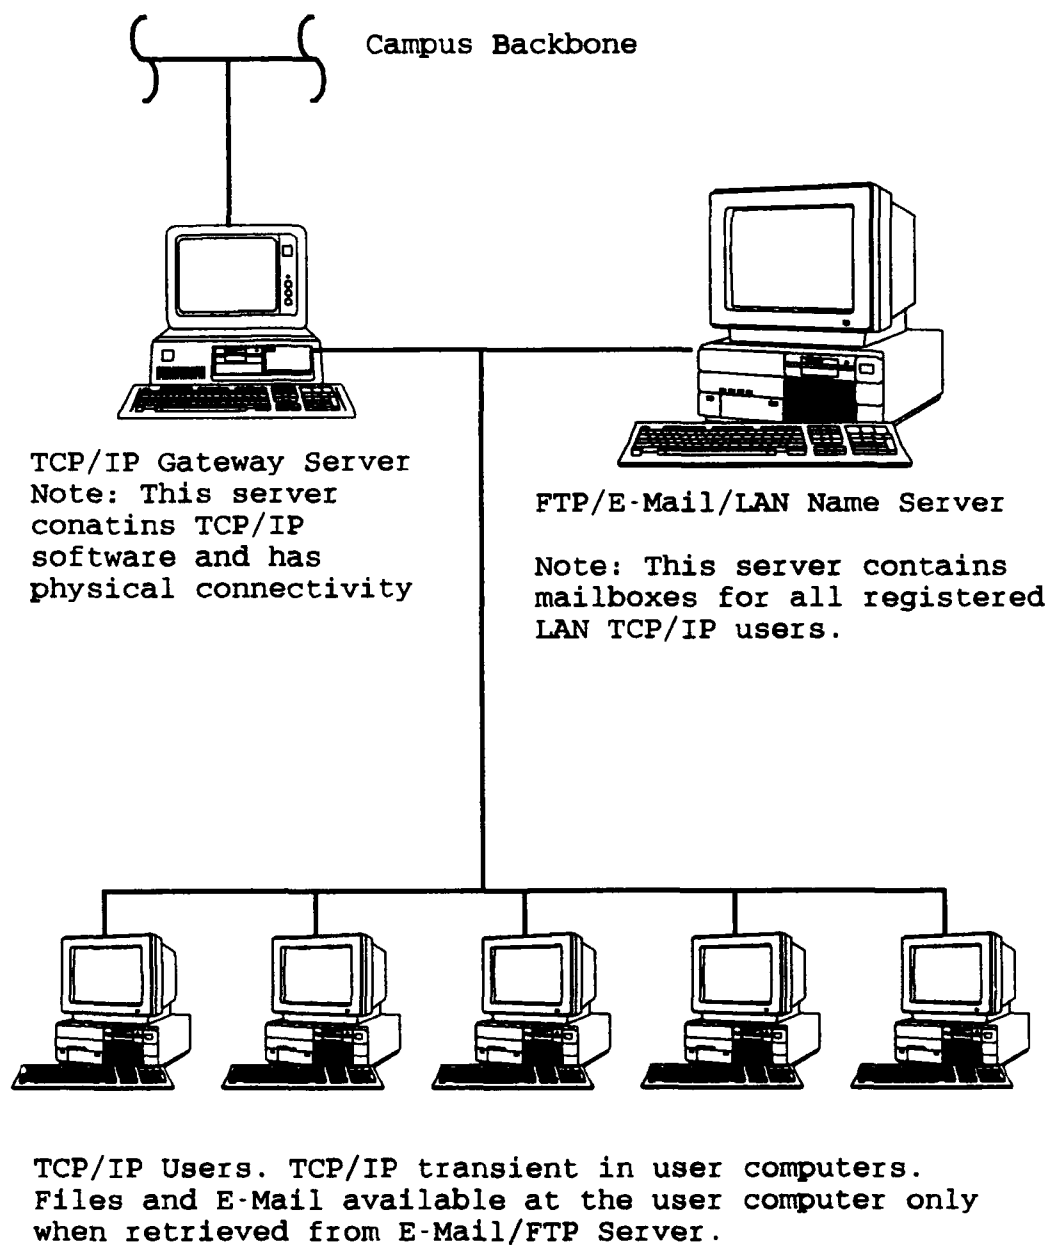 Campus Backbone
TCP/IP Gateway Server
Note: This server
conatins TCP/IP
software and has
physical connectivity
FTP/E-Mail/LAN Name Server
Note: This server contains
mailboxes for all registered
LAN TCP/IP users.
TCP/IP Users. TCP/IP transient in user computers.
Files and E-Mail available at the user computer only
when retrieved from E-Mail/FTP Server.